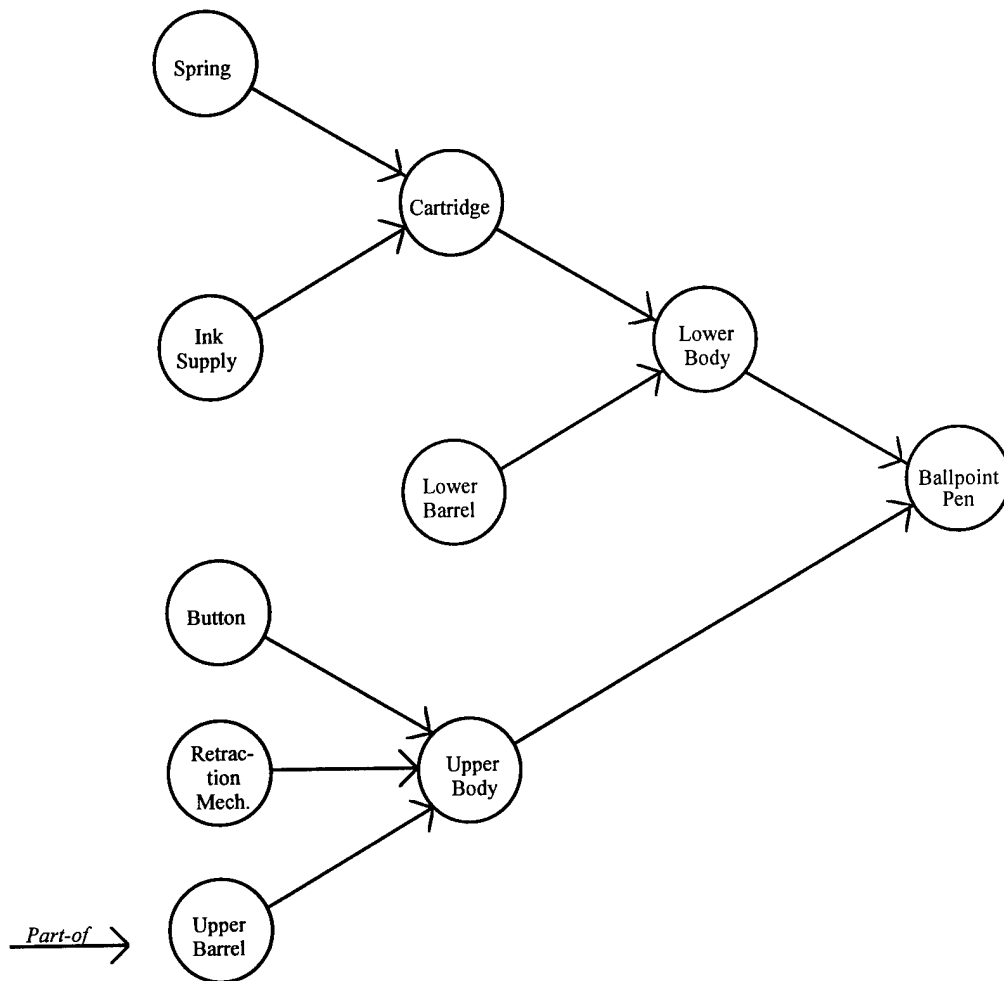 Spring
Cartridge
Ink
Supply
Lower
Body
Lower
Barrel
Ballpoint
Pen
Button
Retrac-
tion
Mech.
Upper
Body
Upper
Barrel
Part-of